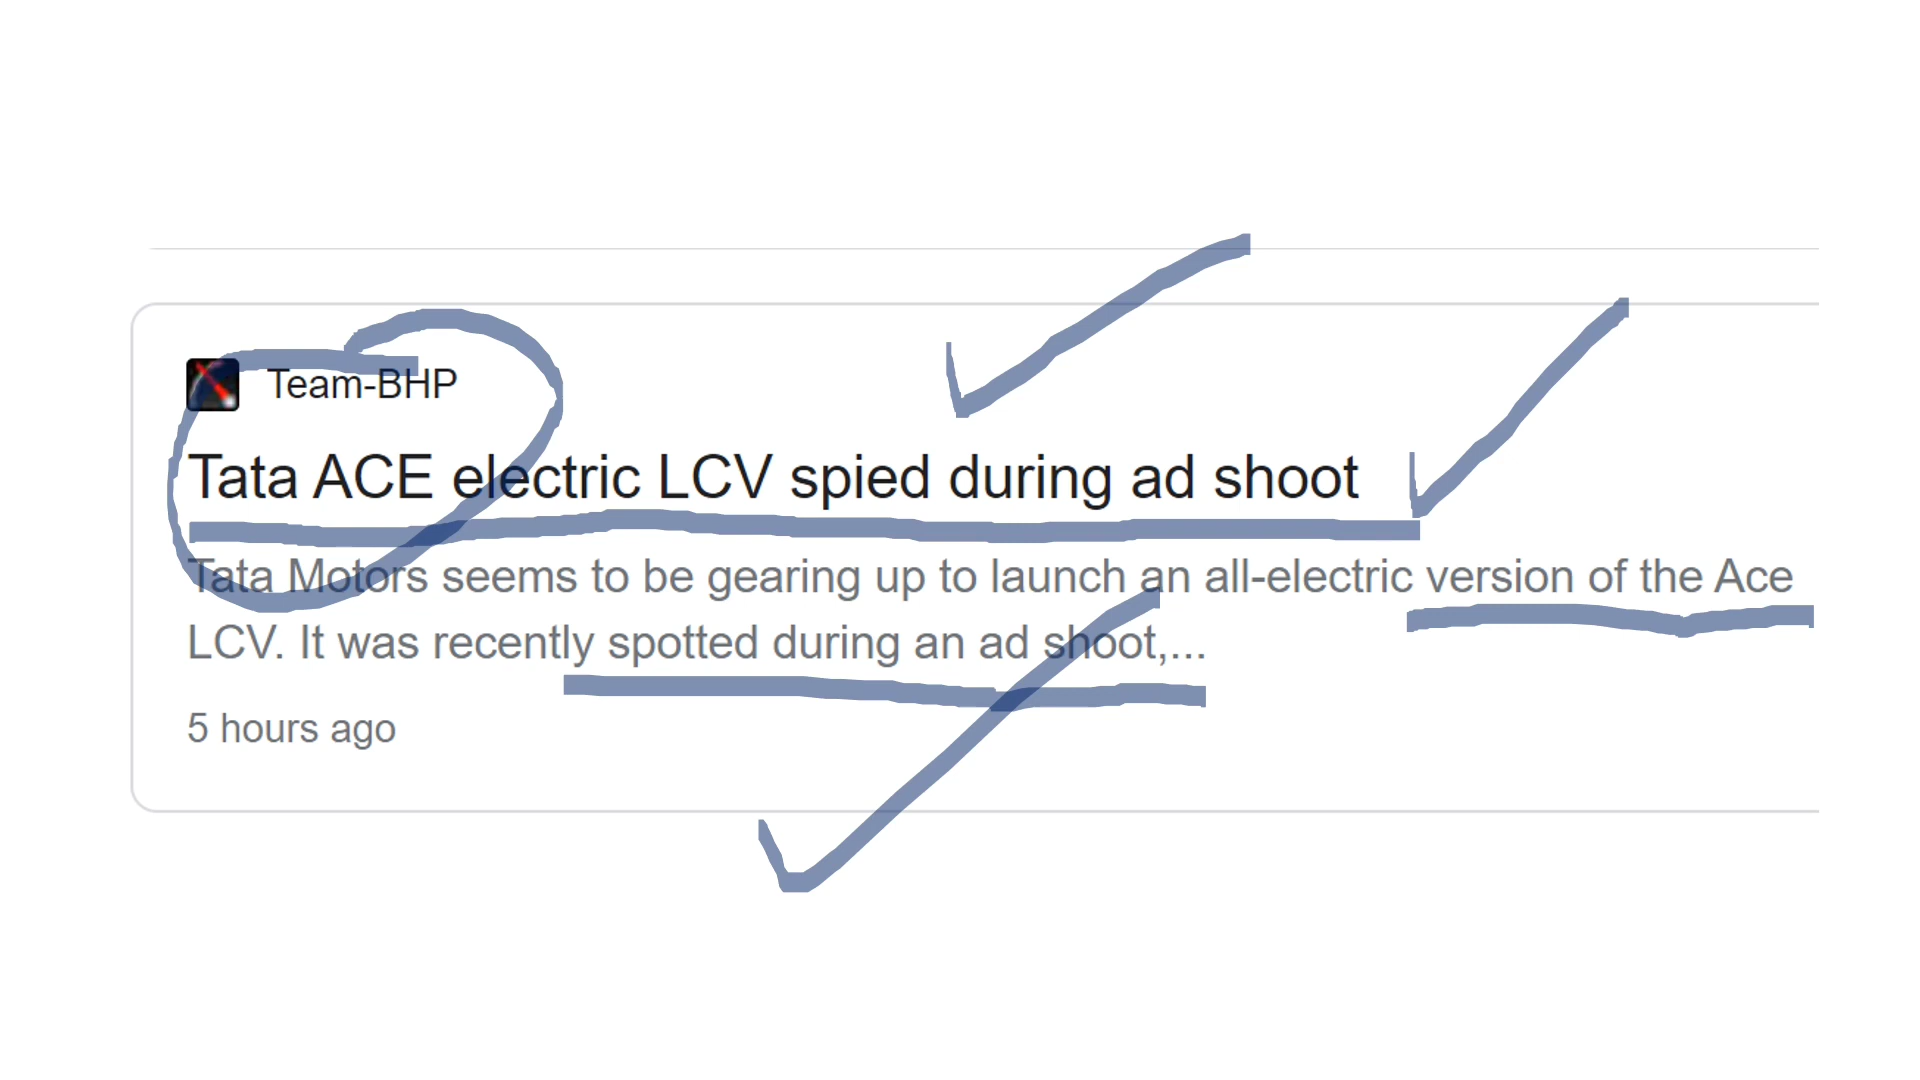 Team-BHP
Tata ACE electric LCV spied during ad shoot
Tata Motors seems to be gearing up to launch an all-electric version of the Ace
LCV. It was recently spotted during an ad shoot,...
5 hours ago